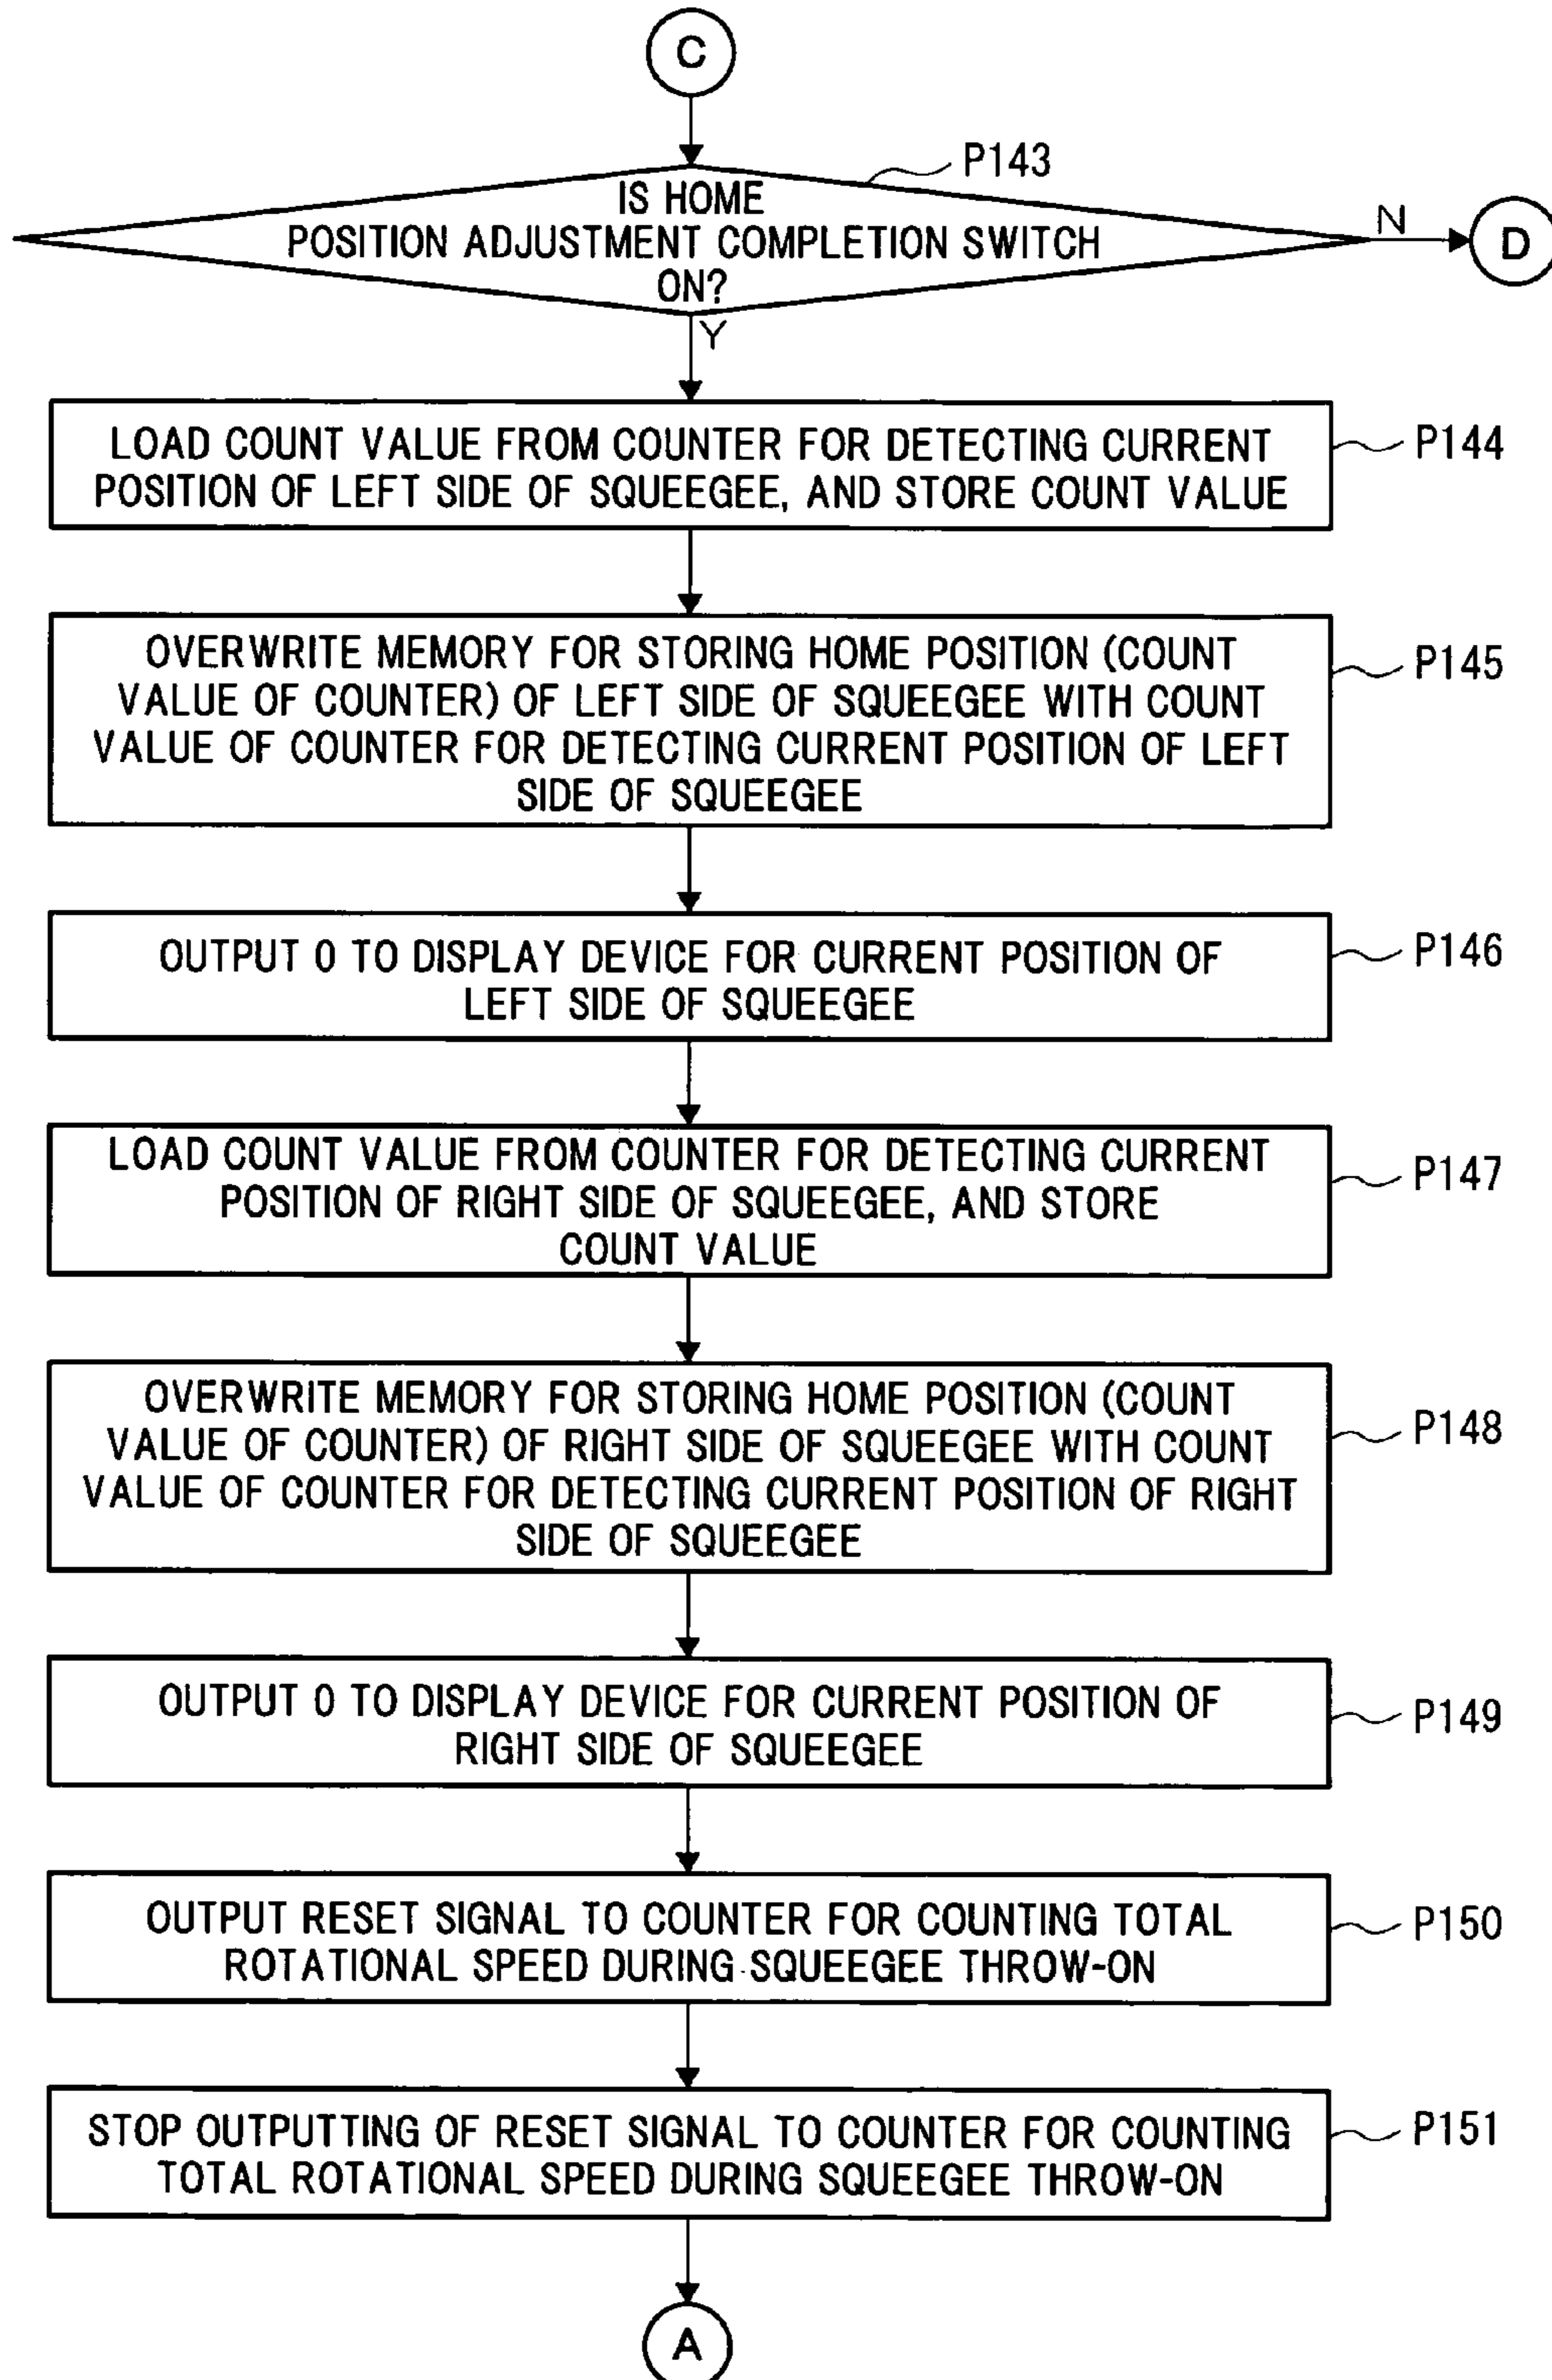 C
P143
IS HOME
POSITION ADJUSTMENT COMPLETION SWITCH
ON?
N
D
Y
LOAD COUNT VALUE FROM COUNTER FOR DETECTING CURRENT
POSITION OF LEFT SIDE OF SQUEEGEE, AND STORE COUNT VALUE
P144
OVERWRITE MEMORY FOR STORING HOME POSITION (COUNT
VALUE OF COUNTER) OF LEFT SIDE OF SQUEEGEE WITH COUNT
VALUE OF COUNTER FOR DETECTING CURRENT POSITION OF LEFT
SIDE OF SQUEEGEE
P145
OUTPUT 0 TO DISPLAY DEVICE FOR CURRENT POSITION OF
LEFT SIDE OF SQUEEGEE
P146
LOAD COUNT VALUE FROM COUNTER FOR DETECTING CURRENT
POSITION OF RIGHT SIDE OF SQUEEGEE, AND STORE
COUNT VALUE
P147
OVERWRITE MEMORY FOR STORING HOME POSITION (COUNT
VALUE OF COUNTER) OF RIGHT SIDE OF SQUEEGEE WITH COUNT
VALUE OF COUNTER FOR DETECTING CURRENT POSITION OF RIGHT
SIDE OF SQUEEGEE
P148
OUTPUT 0 TO DISPLAY DEVICE FOR CURRENT POSITION OF
RIGHT SIDE OF SQUEEGEE
P149
OUTPUT RESET SIGNAL TO COUNTER FOR COUNTING TOTAL
ROTATIONAL SPEED DURING SQUEEGEE THROW-ON
P150
STOP OUTPUTTING OF RESET SIGNAL TO COUNTER FOR COUNTING
TOTAL ROTATIONAL SPEED DURING SQUEEGEE THROW-ON
P151
A